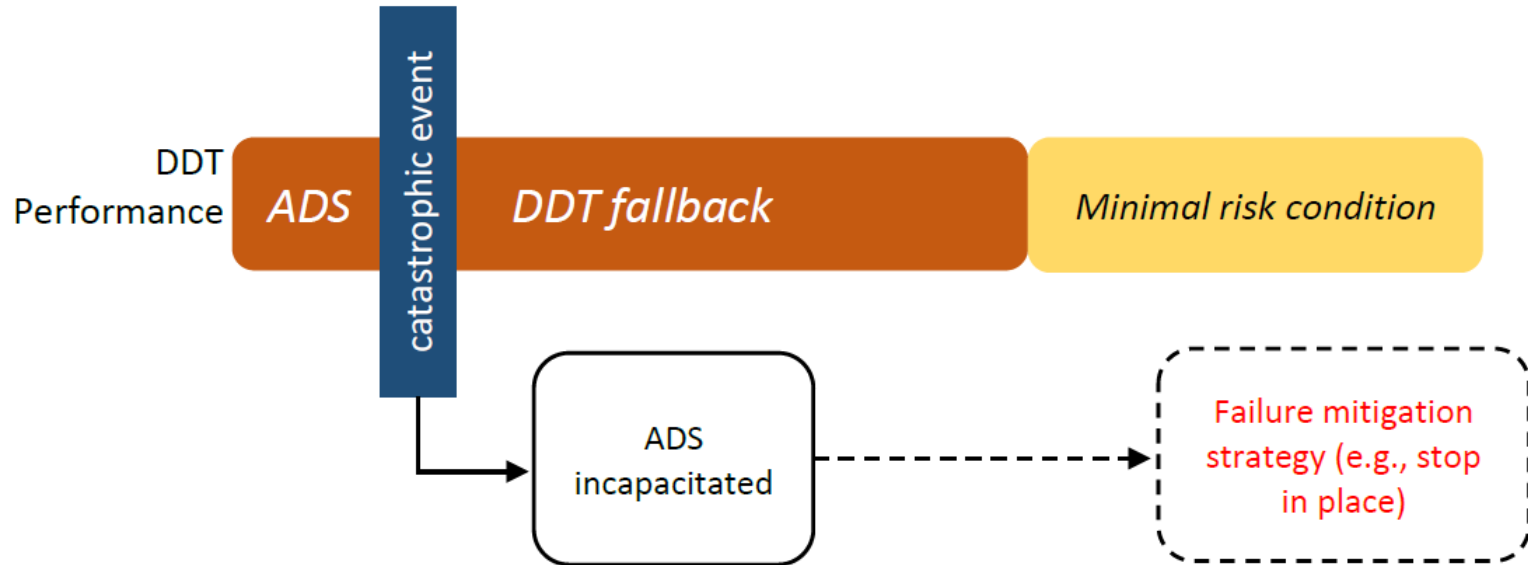 catastrophic event
DDT
Performance
ADS
DDT fallback
Minimal risk condition
ADS
incapacitated
Failure mitigation
strategy (e.g., stop
in place)